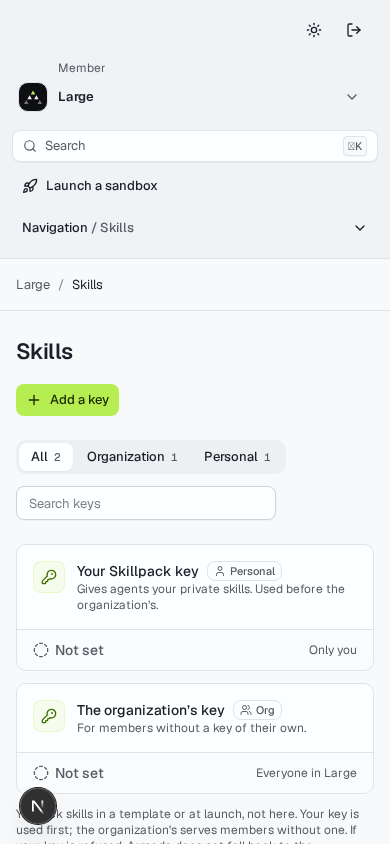 Member
Large
Search
K
Launch a sandbox
Navigation / Skills
Large / Skills
Skills
+ Add a key
All 2 Organization 1 Personal 1
Search keys
Your Skillpack key Personal
Gives agents your private skills. Used before the
organization's.
Not set Only you
The organization's key Org
For members without a key of their own.
Not set Everyone in Large
N
skills in a template or at launch, not here. Your key is
used first; the organization's serves members without one. If